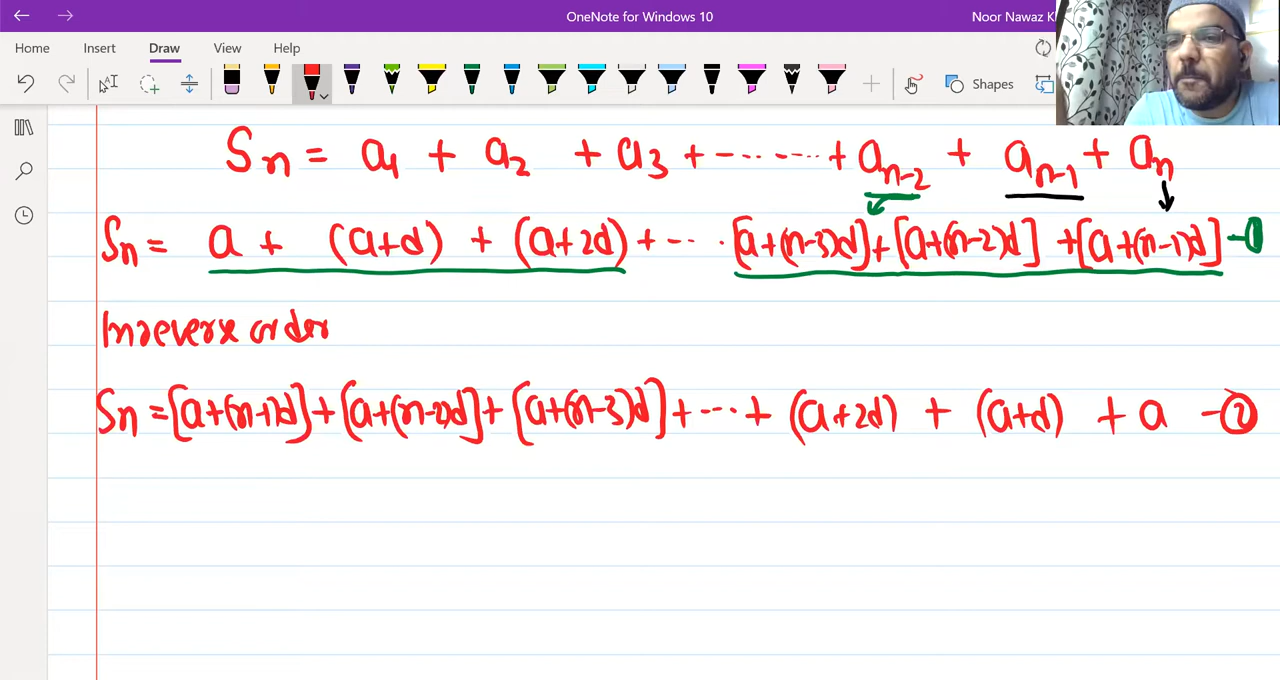 OneNote for Windows 10
Noor Nawaz K
Home Insert Draw View Help
Shapes
Sn = a1 + a2 + a3 + ...... + an-2 + an-1 + an
Sn = a + (a+d) + (a+2d) + ... [a+(n-3)d] + [a+(n-2)d] + [a+(n-1)d] - ①
In reverse order
Sn = [a+(n-1)d] + [a+(n-2)d] + [a+(n-3)d] + ... + (a+2d) + (a+d) + a - ②